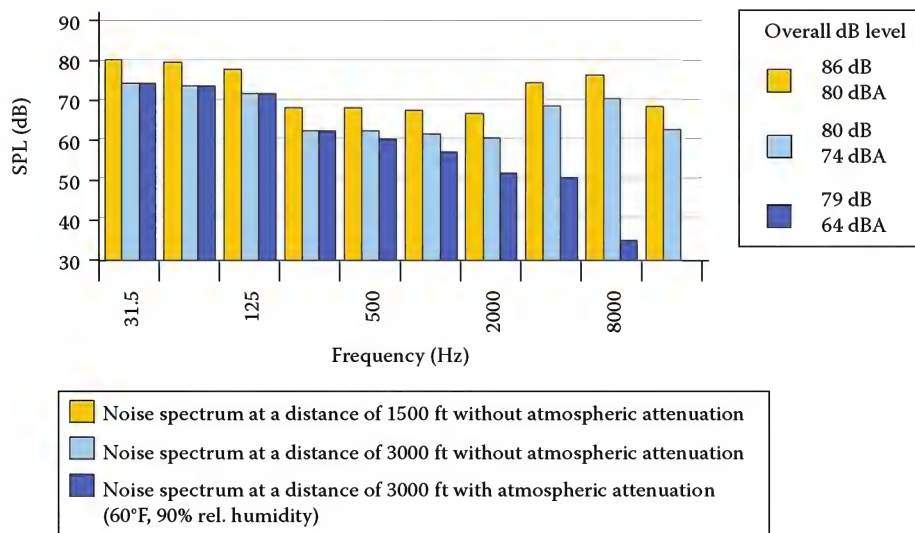 90
80
70
60
50
40
30
SPL (dB)
31.5
125
500
2000
8000
Frequency (Hz)
Overall dB level
86 dB
80 dBA
80 dB
74 dBA
79 dB
64 dBA
Noise spectrum at a distance of 1500 ft without atmospheric attenuation
Noise spectrum at a distance of 3000 ft without atmospheric attenuation
Noise spectrum at a distance of 3000 ft with atmospheric attenuation
(60°F, 90% rel. humidity)